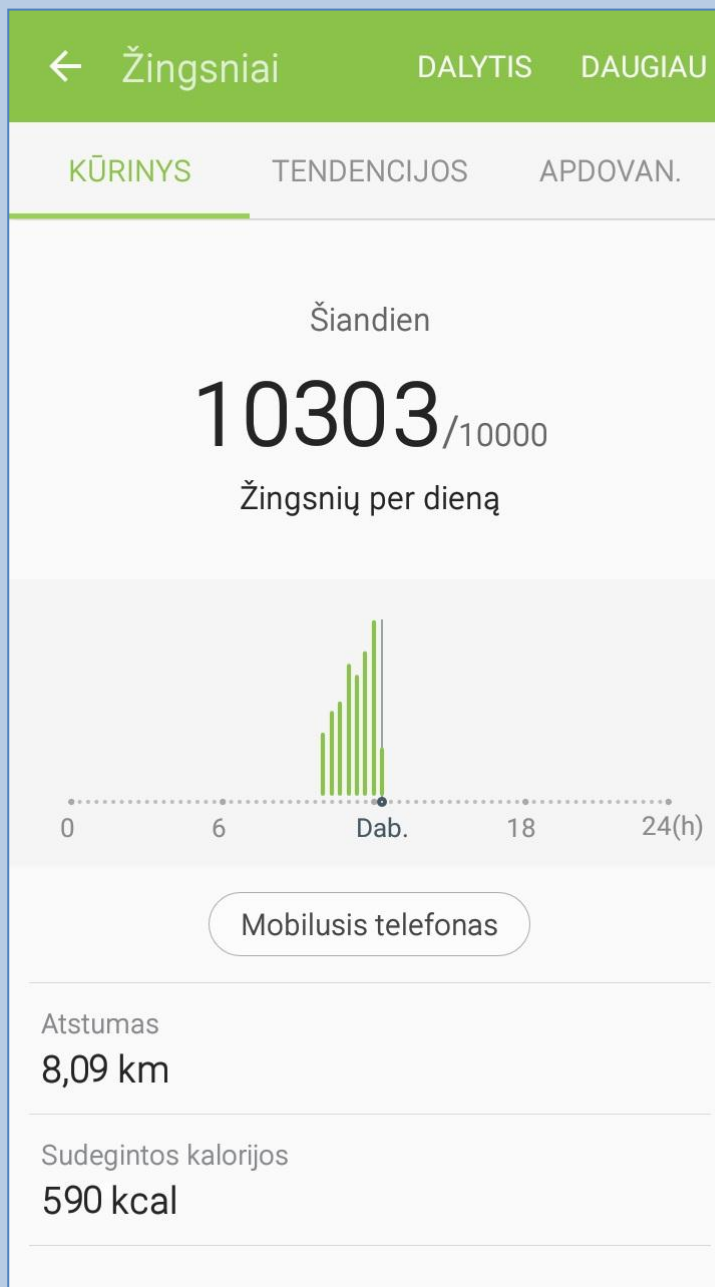 Žingsniai DALYTIS DAUGIAU
KŪRINYS TENDENCIJOS APDOVAN.
Šiandien
10303/10000
Žingsnių per dieną
0 6 Dab. 18 24(h)
Mobilusis telefonas
Atstumas
8,09 km
Sudegintos kalorijos
590 kcal